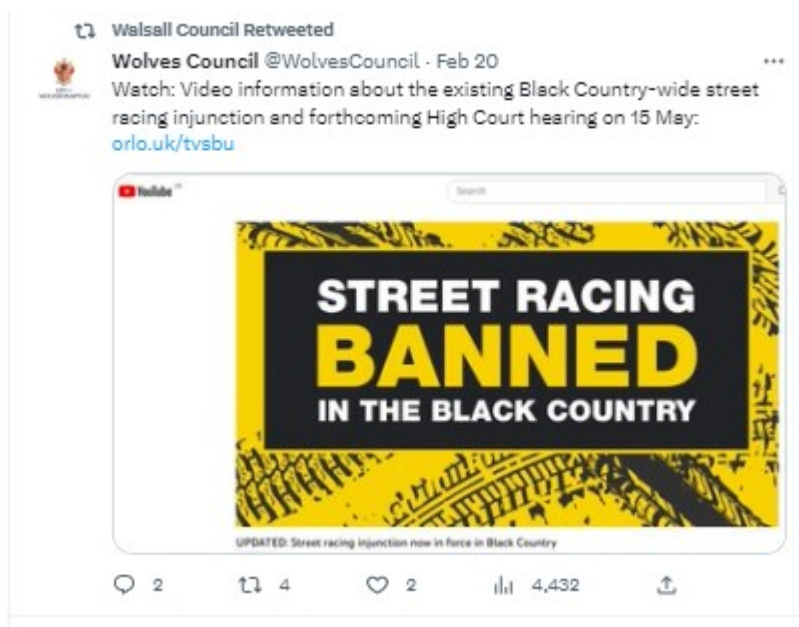 Walsall Council Retweeted
Wolves Council @WolvesCouncil · Feb 20
Watch: Video information about the existing Black Country-wide street
racing injunction and forthcoming High Court hearing on 15 May:
orlo.uk/tvsbu
YouTube
Search
STREET RACING
BANNED
IN THE BLACK COUNTRY
UPDATED: Street racing injunction now in force in Black Country
2 4 2 4,432